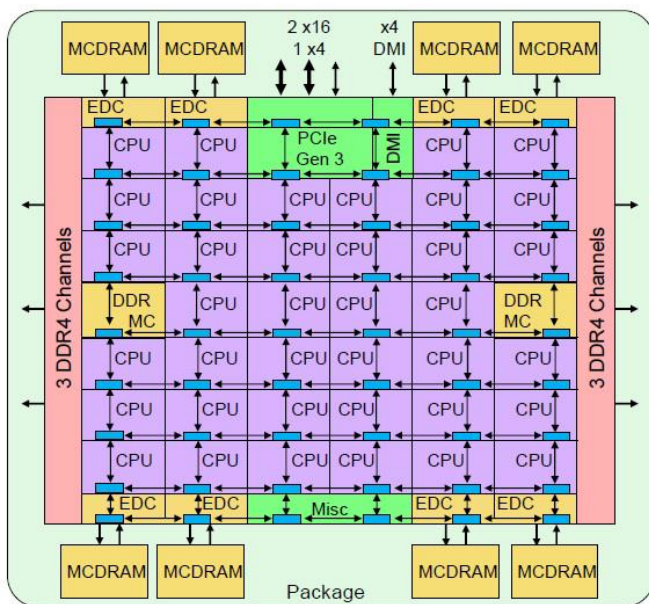 2 x16 x4
MCDRAM MCDRAM 1 x4 DMI MCDRAM MCDRAM
EDC EDC EDC EDC
CPU CPU PCIe DMI CPU CPU
Gen 3
CPU CPU CPU CPU CPU CPU
CPU CPU CPU CPU CPU CPU
3 DDR4 Channels
DDR CPU CPU CPU CPU DDR
MC MC
3 DDR4 Channels
CPU CPU CPU CPU CPU CPU
CPU CPU CPU CPU CPU CPU
CPU CPU CPU CPU CPU CPU
EDC EDC Misc EDC EDC
MCDRAM MCDRAM MCDRAM MCDRAM
Package